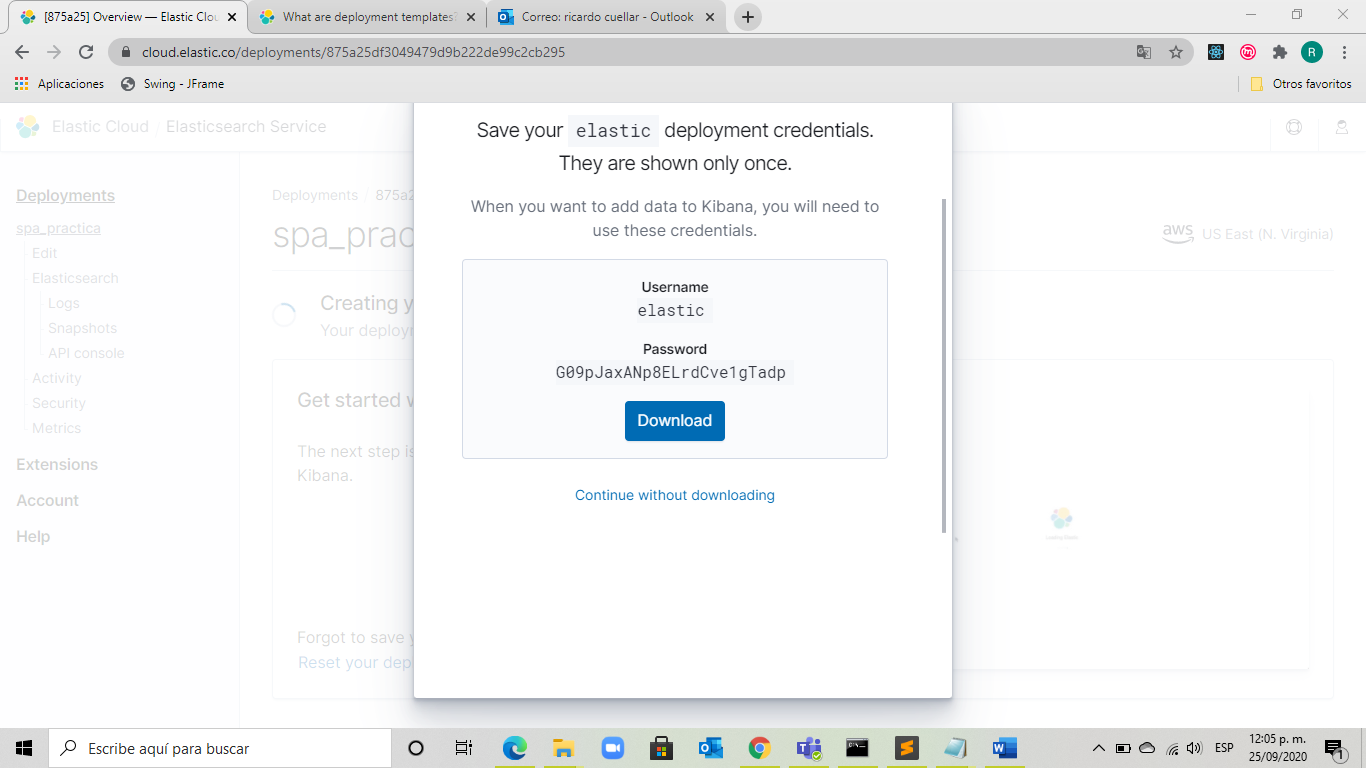 [875a25] Overview — Elastic Clou
What are deployment templates?
Correo: ricardo cuellar - Outlook
cloud.elastic.co/deployments/875a25df3049479d9b222de99c2cb295
R
Aplicaciones
Swing - JFrame
Otros favoritos
Elastic Cloud / Elasticsearch Service
Save your elastic deployment credentials.
They are shown only once.
When you want to add data to Kibana, you will need to
use these credentials.
Username
elastic
Password
G09pJaxANp8ELrdCve1gTadp
Download
Continue without downloading
Deployments
spa_practica
Edit
Elasticsearch
Logs
Snapshots
API console
Activity
Security
Metrics
Extensions
Account
Help
Deployments / 875a2
spa_prac
aws US East (N. Virginia)
Creating y
Your deployn
Get started w
The next step is
Kibana.
Forgot to save y
Reset your dep
Escribe aquí para buscar
ESP
12:05 p. m.
25/09/2020
1